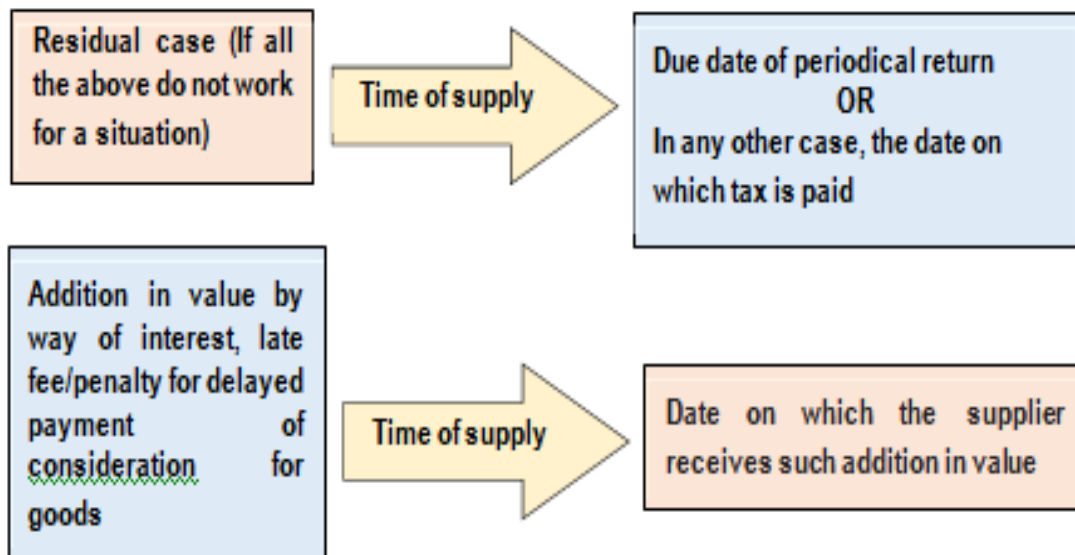 Residual case (If all
the above do not work
for a situation)
Time of supply
Due date of periodical return
OR
In any other case, the date on
which tax is paid
Addition in value by
way of interest, late
fee/penalty for delayed
payment of
consideration for
goods
Time of supply
Date on which the supplier
receives such addition in value